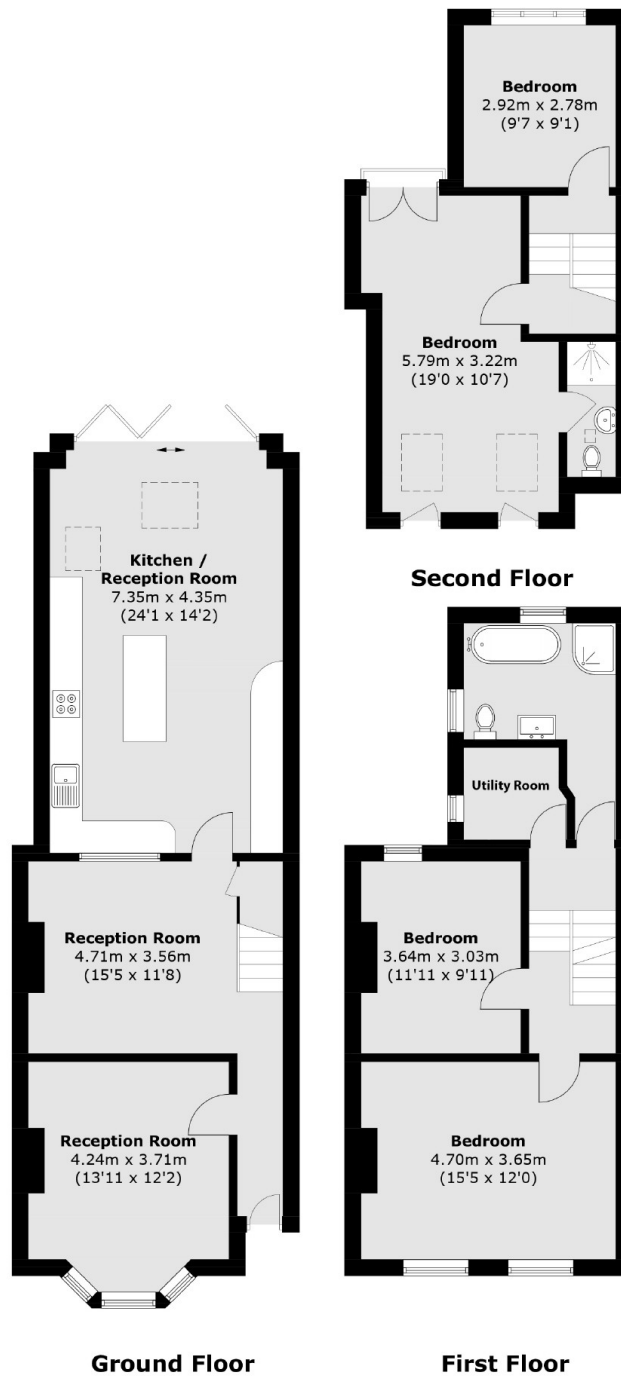 Bedroom
2.92m x 2.78m
(9'7 x 9'1)
Bedroom
5.79m x 3.22m
(19'0 x 10'7)
Second Floor
Kitchen /
Reception Room
7.35m x 4.35m
(24'1 x 14'2)
Reception Room
4.71m x 3.56m
(15'5 x 11'8)
Reception Room
4.24m x 3.71m
(13'11 x 12'2)
Ground Floor
Utility Room
Bedroom
3.64m x 3.03m
(11'11 x 9'11)
Bedroom
4.70m x 3.65m
(15'5 x 12'0)
First Floor